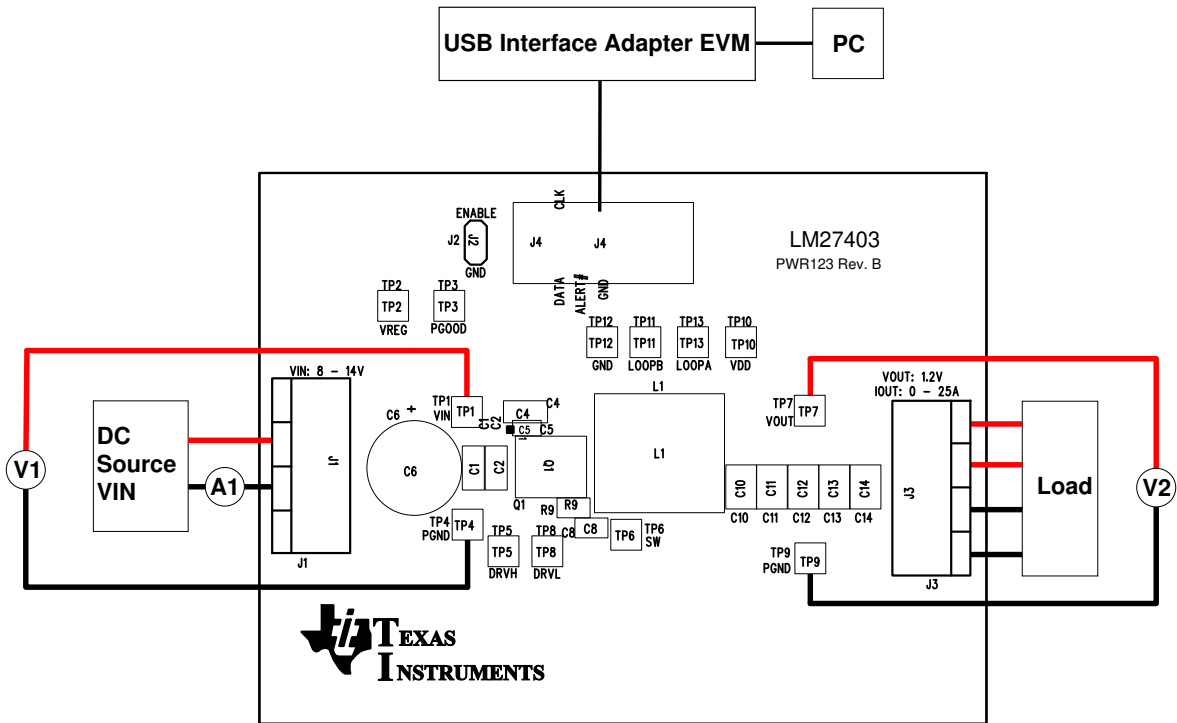 USB Interface Adapter EVM
PC
CLK
ENABLE
J2
J2
GND
J4
J4
DATA
ALERT#
GND
LM27403
PWR123 Rev. B
TP2
TP2
VREG
TP3
TP3
PGOOD
TP12
TP12
GND
TP11
TP11
LOOPB
TP13
TP13
LOOPA
TP10
TP10
VDD
VIN: 8 - 14V
J1
J1
DC
Source
VIN
V1
A1
C6
+
C6
TP1
VIN
TP1
C1
C2
C4
C4
C5
C5
1
C1
C2
Q1
Q1
R9
R9
C8
C8
L1
L1
TP4
PGND
TP4
TP5
TP5
DRVH
TP8
TP8
DRVL
TP6
TP6
SW
C10
C11
C12
C13
C14
C10
C11
C12
C13
C14
TP7
VOUT
TP7
TP9
PGND
TP9
VOUT: 1.2V
IOUT: 0 - 25A
J3
J3
Load
V2
TEXAS
INSTRUMENTS